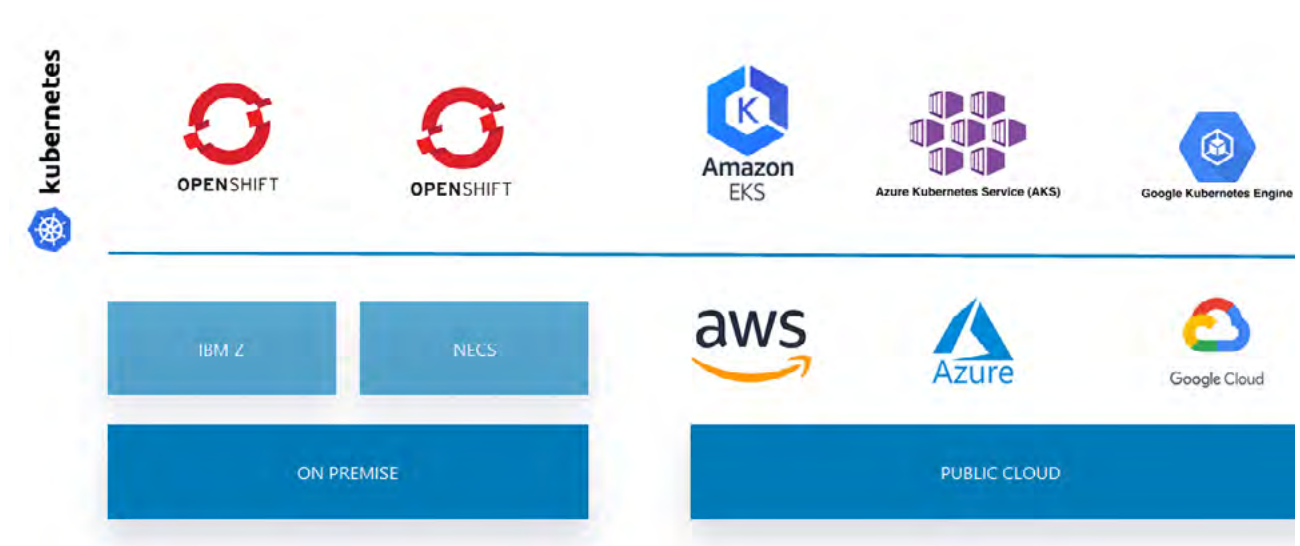 kubernetes
OPENSHIFT
OPENSHIFT
Amazon
EKS
Azure Kubernetes Service (AKS)
Google Kubernetes Engine
IBM Z
NECS
aws
Azure
Google Cloud
ON PREMISE
PUBLIC CLOUD